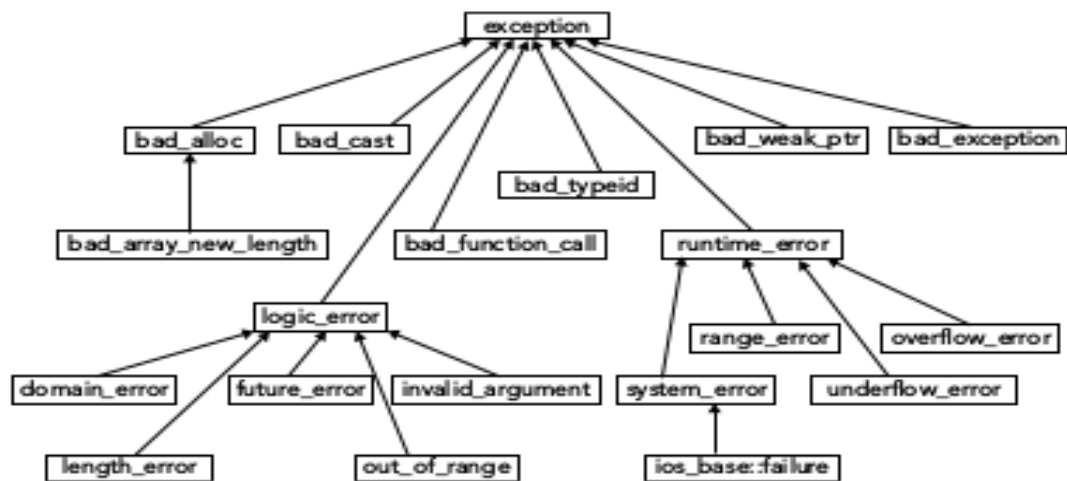 exception
bad_alloc
bad_cast
bad_weak_ptr
bad_exception
bad_typeid
bad_array_new_length
bad_function_call
runtime_error
logic_error
range_error
overflow_error
domain_error
future_error
invalid_argument
system_error
underflow_error
length_error
out_of_range
ios_base::failure